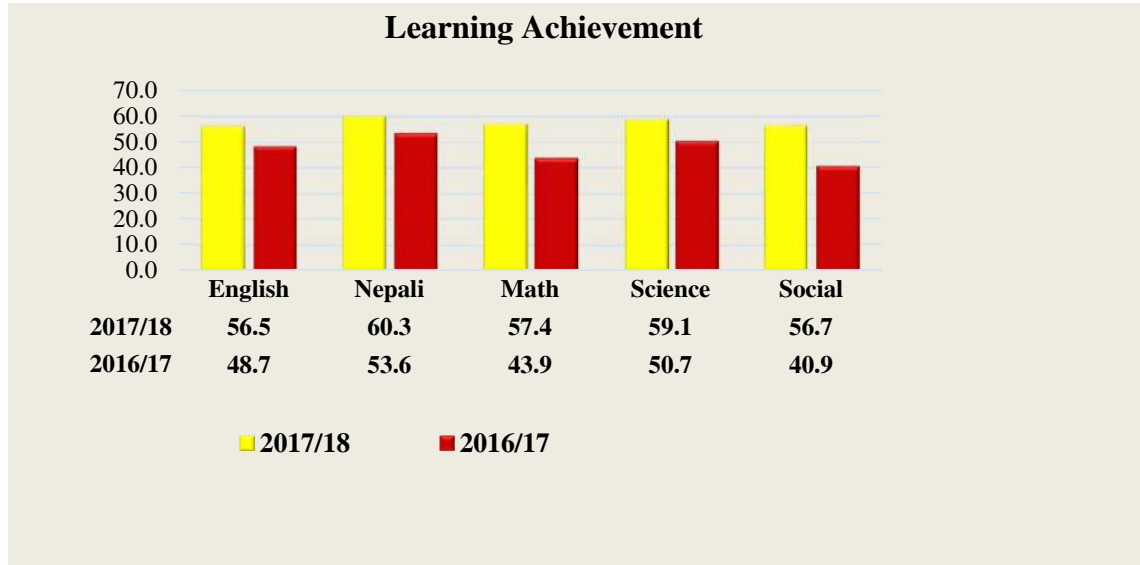 Learning Achievement
70.0
60.0
50.0
40.0
30.0
20.0
10.0
0.0
English Nepali Math Science Social
2017/18 56.5 60.3 57.4 59.1 56.7
2016/17 48.7 53.6 43.9 50.7 40.9
2017/18 2016/17